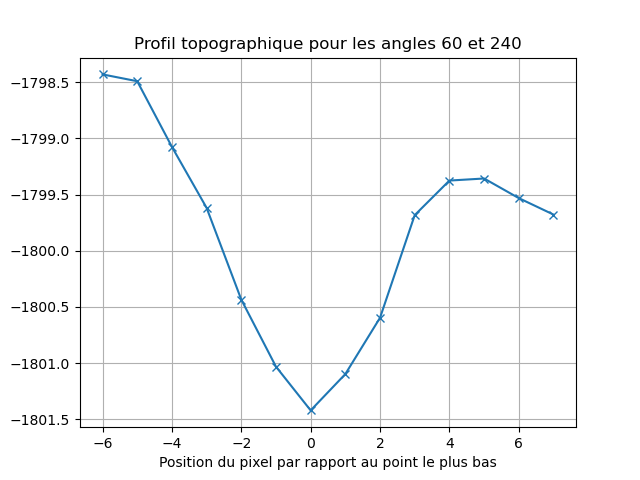 Profil topographique pour les angles 60 et 240
−1798.5
−1799.0
−1799.5
−1800.0
−1800.5
−1801.0
−1801.5
−6 −4 −2 0 2 4 6
Position du pixel par rapport au point le plus bas